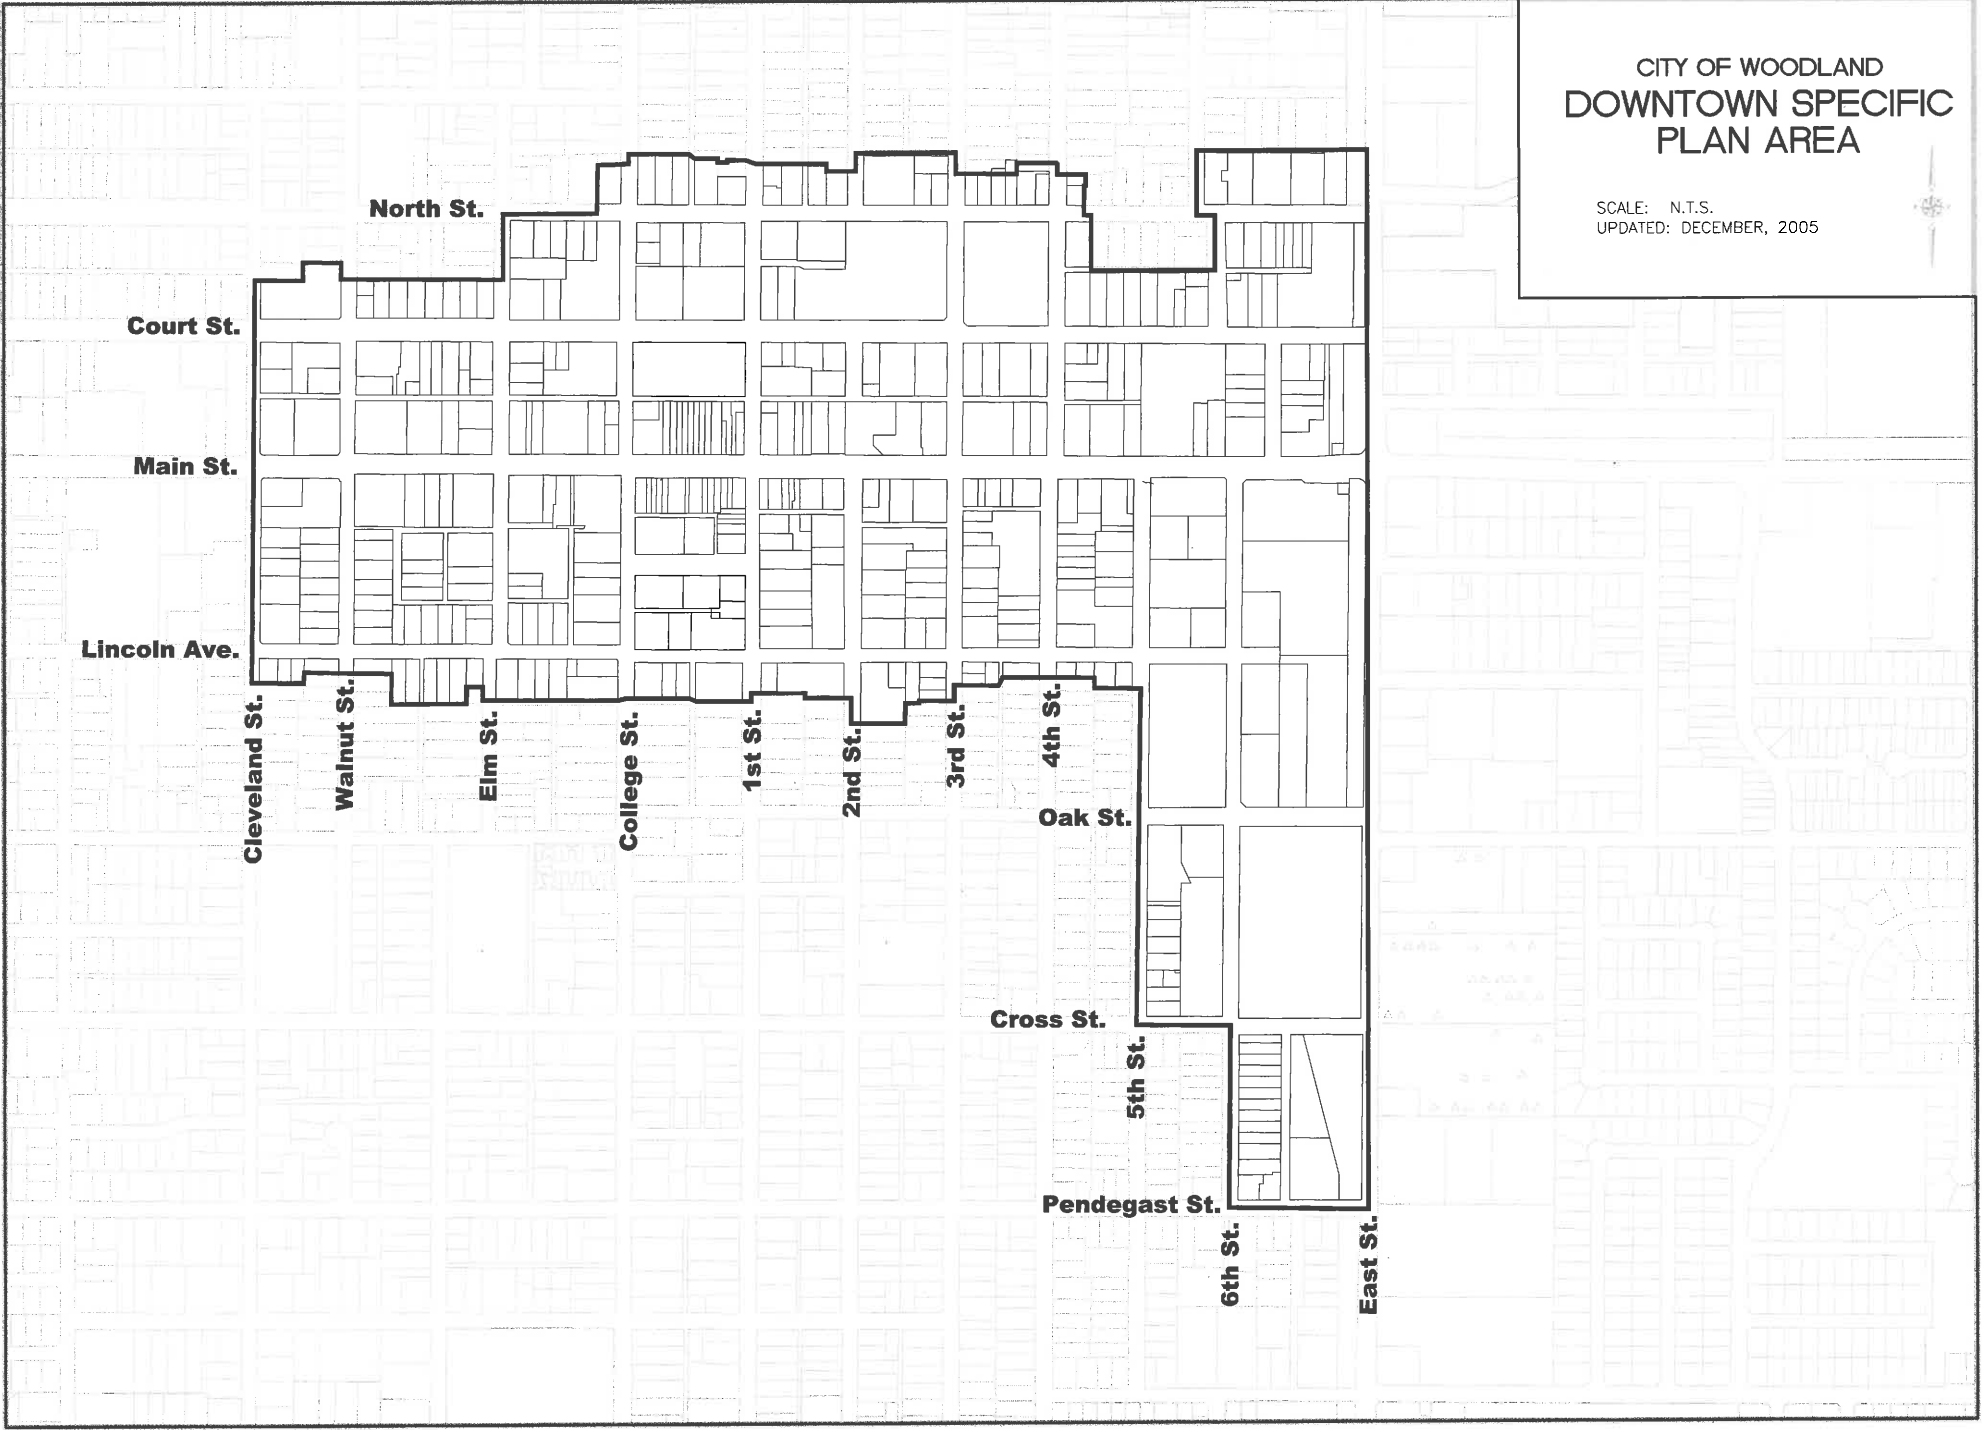 CITY OF WOODLAND
DOWNTOWN SPECIFIC
PLAN AREA
SCALE: N.T.S.
UPDATED: DECEMBER, 2005
North St.
Court St.
Main St.
Lincoln Ave.
Cleveland St.
Walnut St.
Elm St.
College St.
1st St.
2nd St.
3rd St.
4th St.
Oak St.
Cross St.
5th St.
Pendegast St.
6th St.
East St.